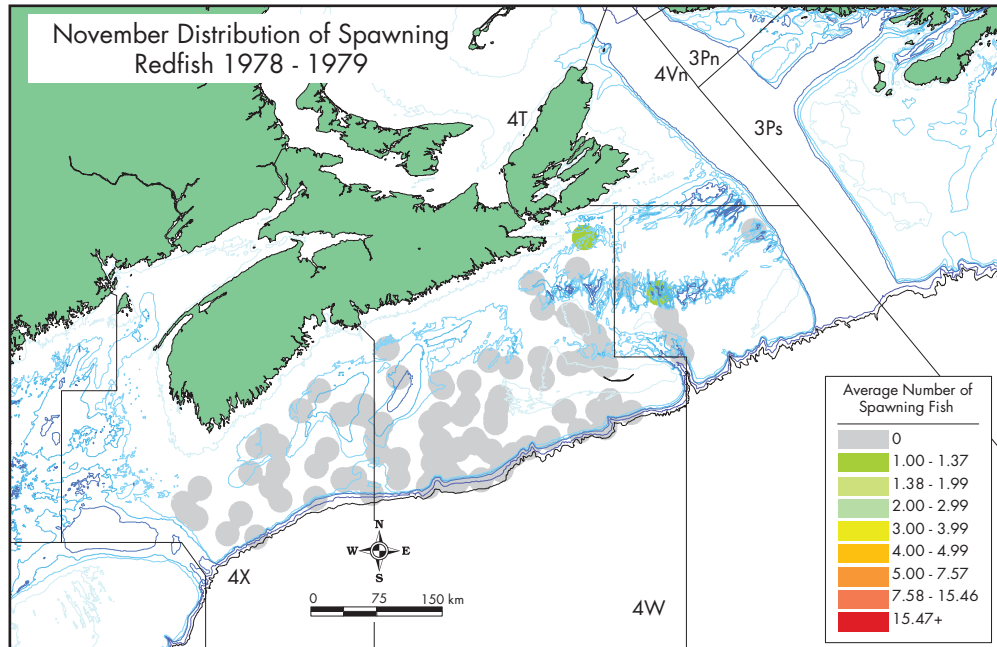 November Distribution of Spawning
Redfish 1978 - 1979
3Pn
4Vn
4T
3Ps
Average Number of
Spawning Fish
0
1.00 - 1.37
1.38 - 1.99
2.00 - 2.99
3.00 - 3.99
4.00 - 4.99
5.00 - 7.57
7.58 - 15.46
15.47+
N
W E
S
4X
0 75 150 km
4W